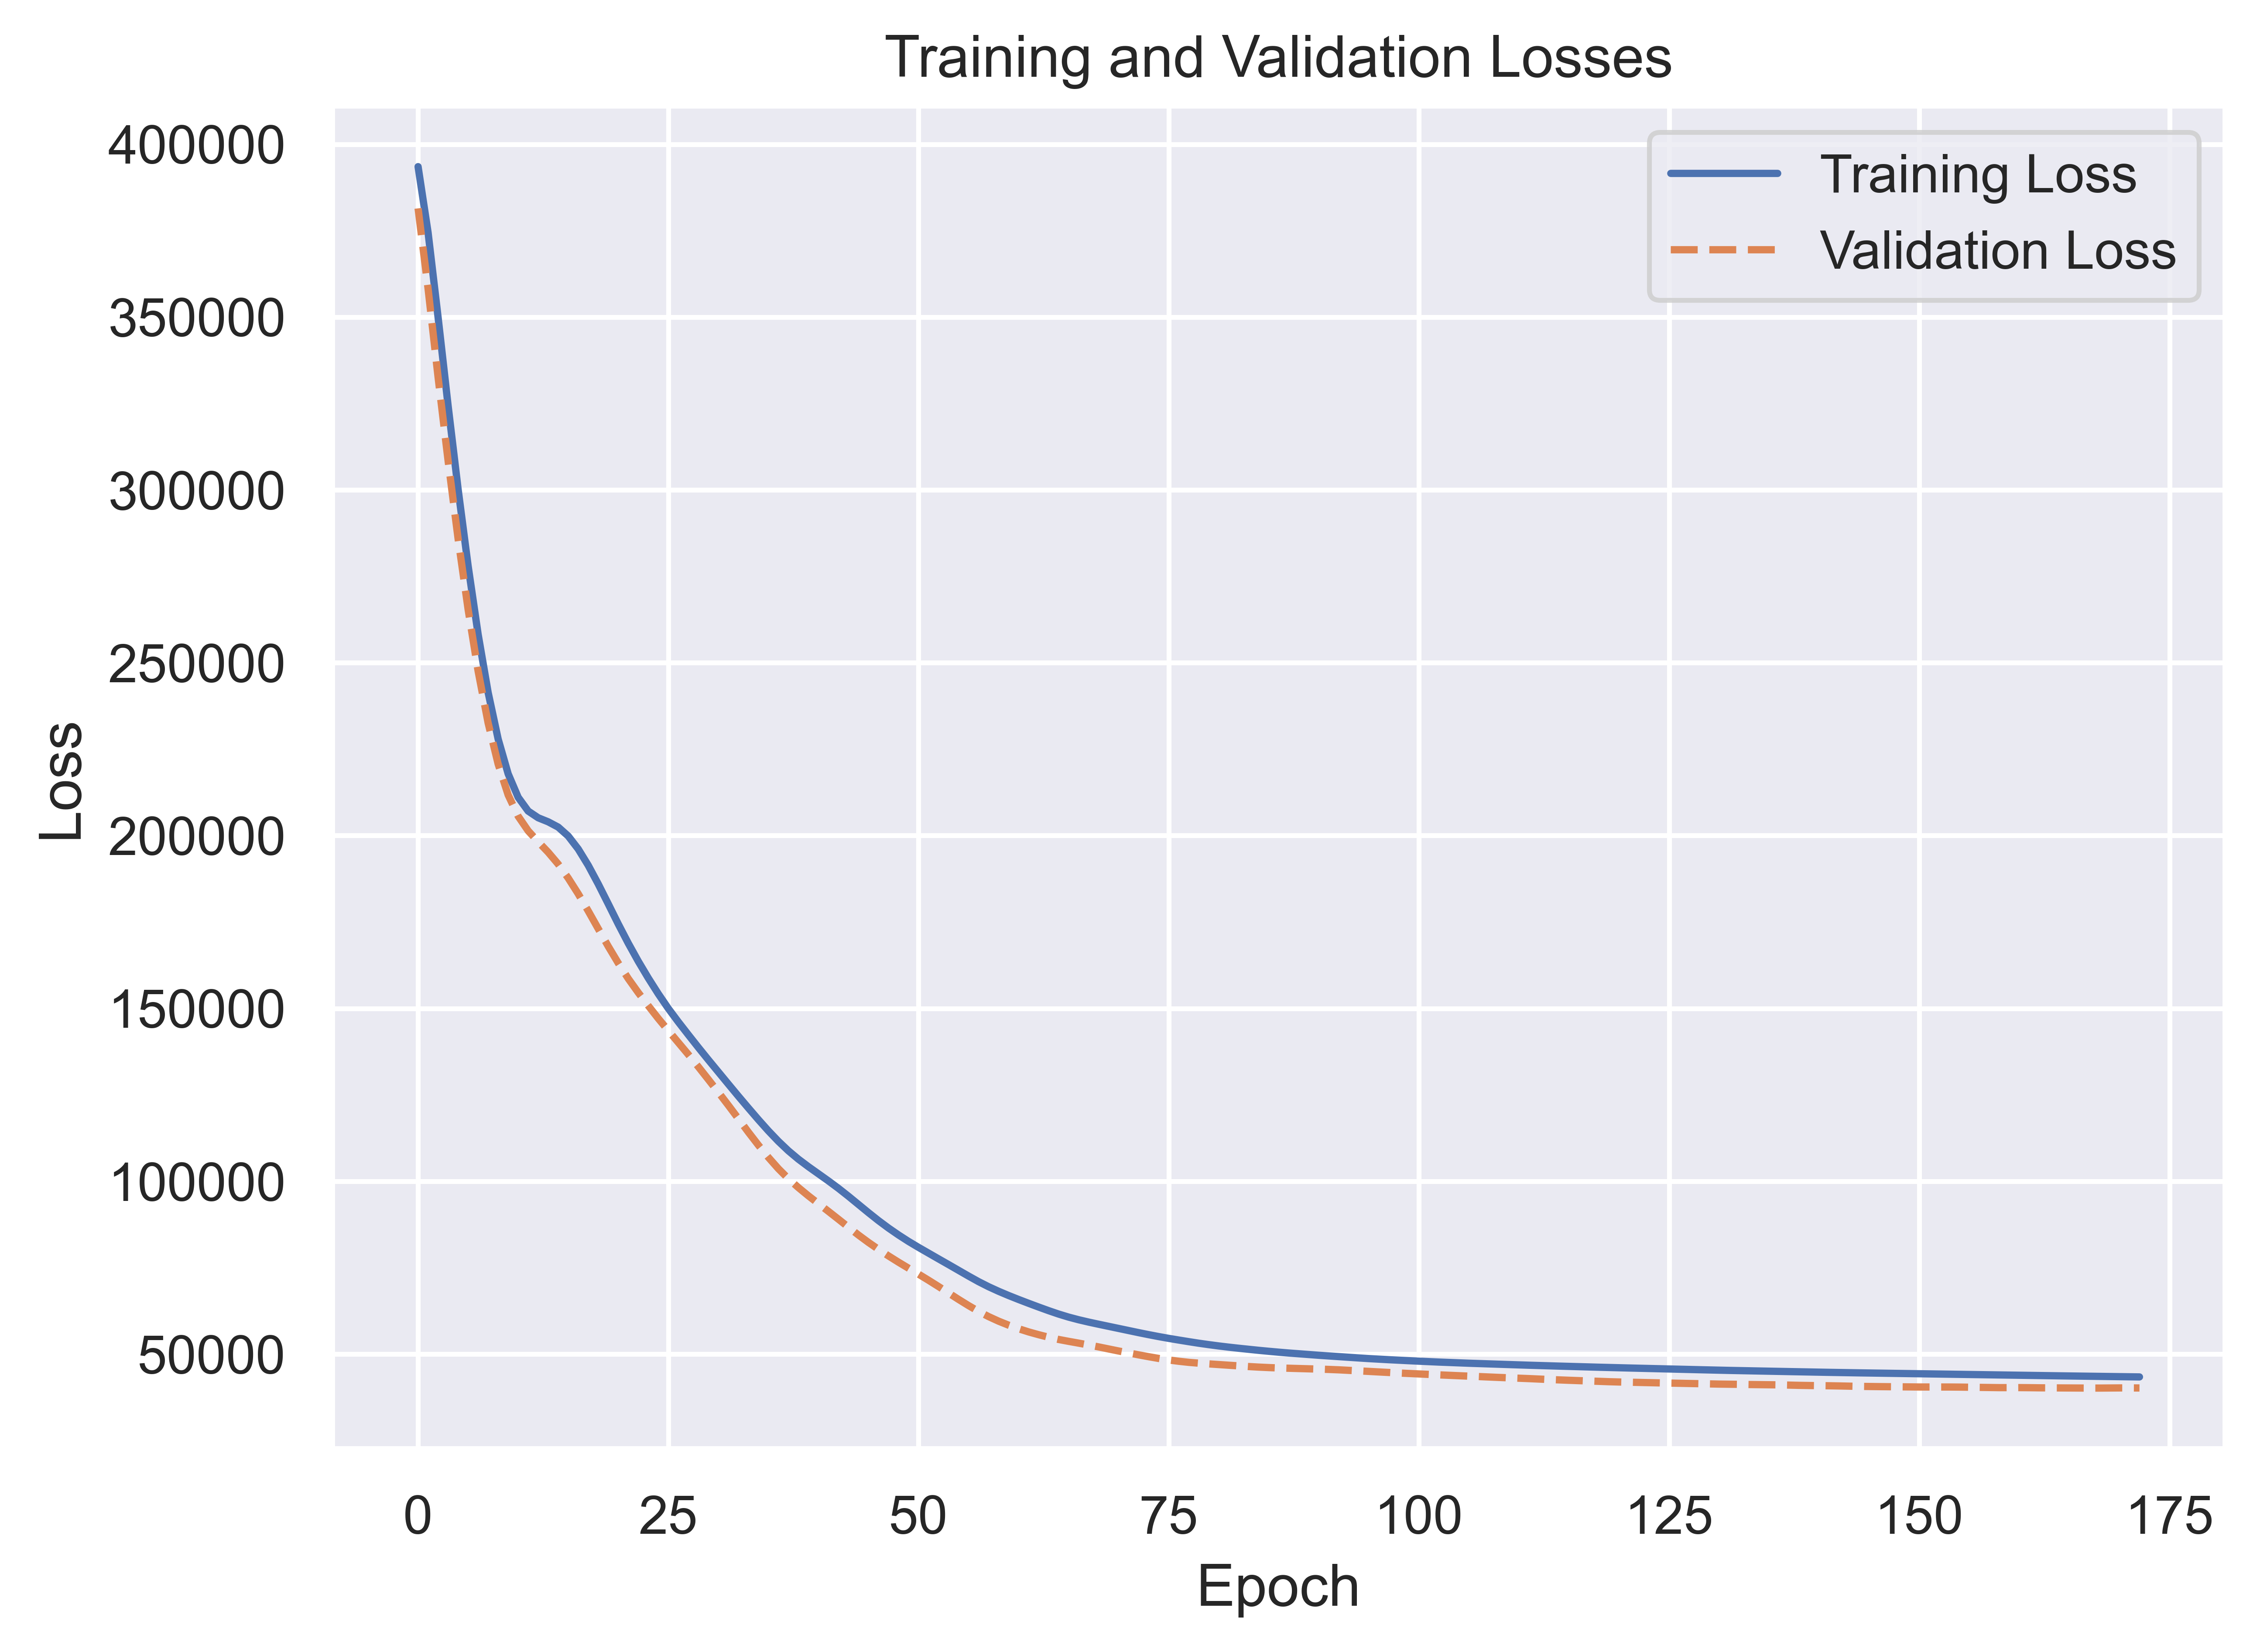 Training and Validation Losses
Training Loss
Validation Loss
400000
350000
300000
250000
200000
150000
100000
50000
Loss
0 25 50 75 100 125 150 175
Epoch